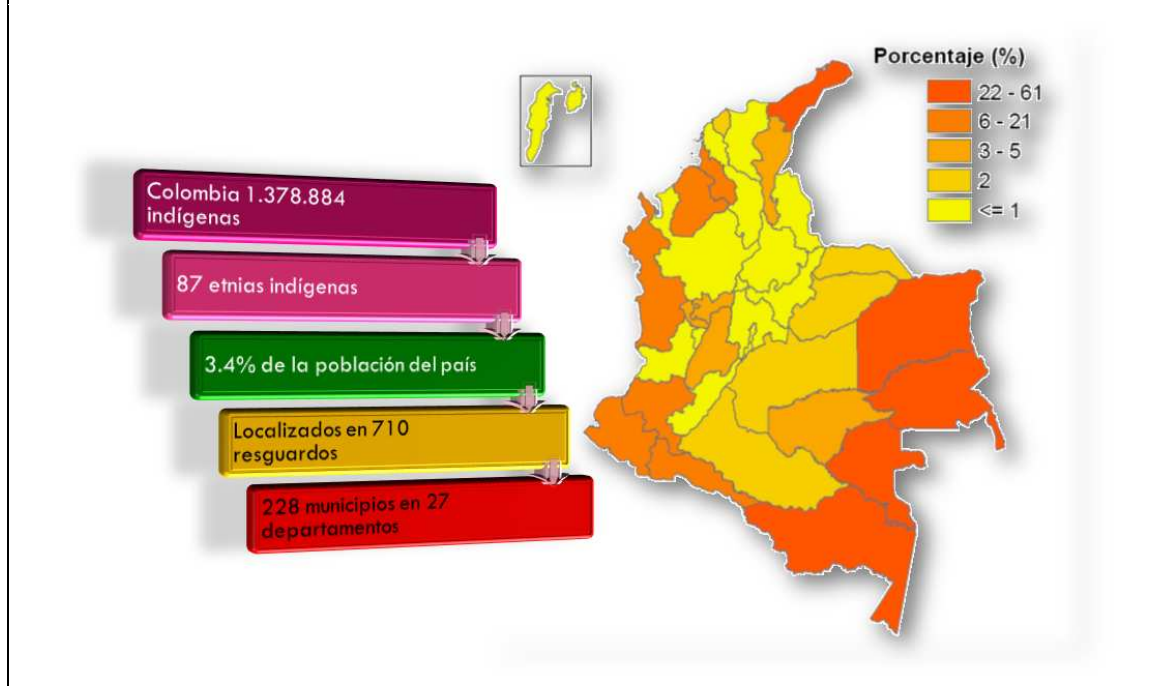 Porcentaje (%)
22 - 61
6 - 21
3 - 5
2
<= 1
Colombia 1.378.884
indígenas
87 etnias indígenas
3.4% de la población del país
Localizados en 710
resguardos
228 municipios en 27
departamentos